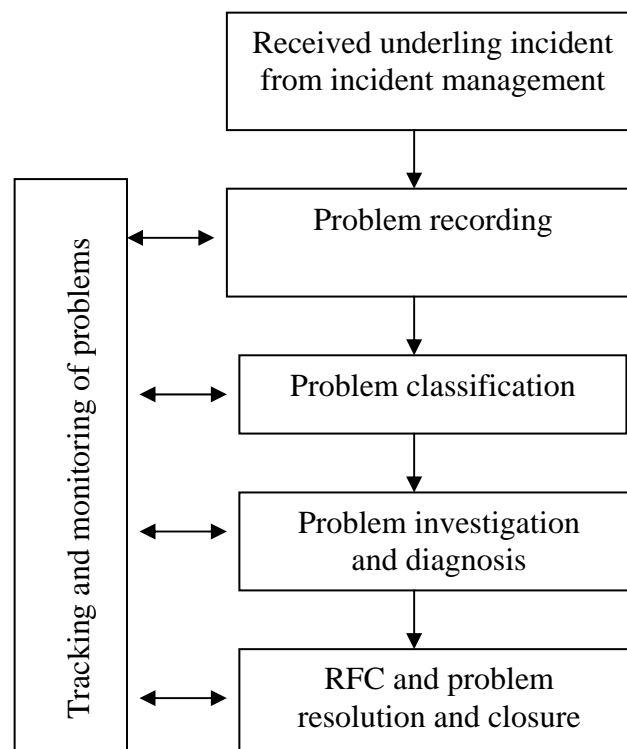 Received underling incident
from incident management
Tracking and monitoring of problems
Problem recording
Problem classification
Problem investigation
and diagnosis
RFC and problem
resolution and closure